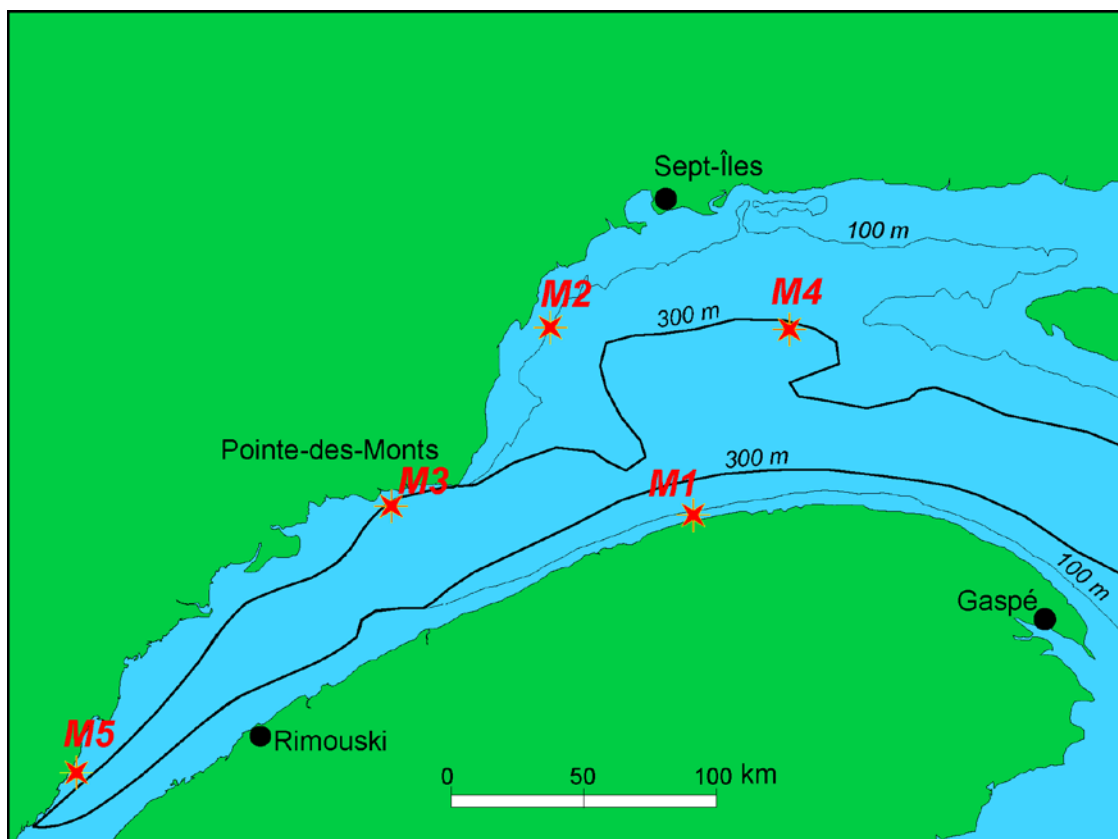 Sept-Îles
100 m
M2
M4
300 m
Pointe-des-Monts
M3
300 m
M1
100 m
Gaspé
M5
Rimouski
0 50 100 km